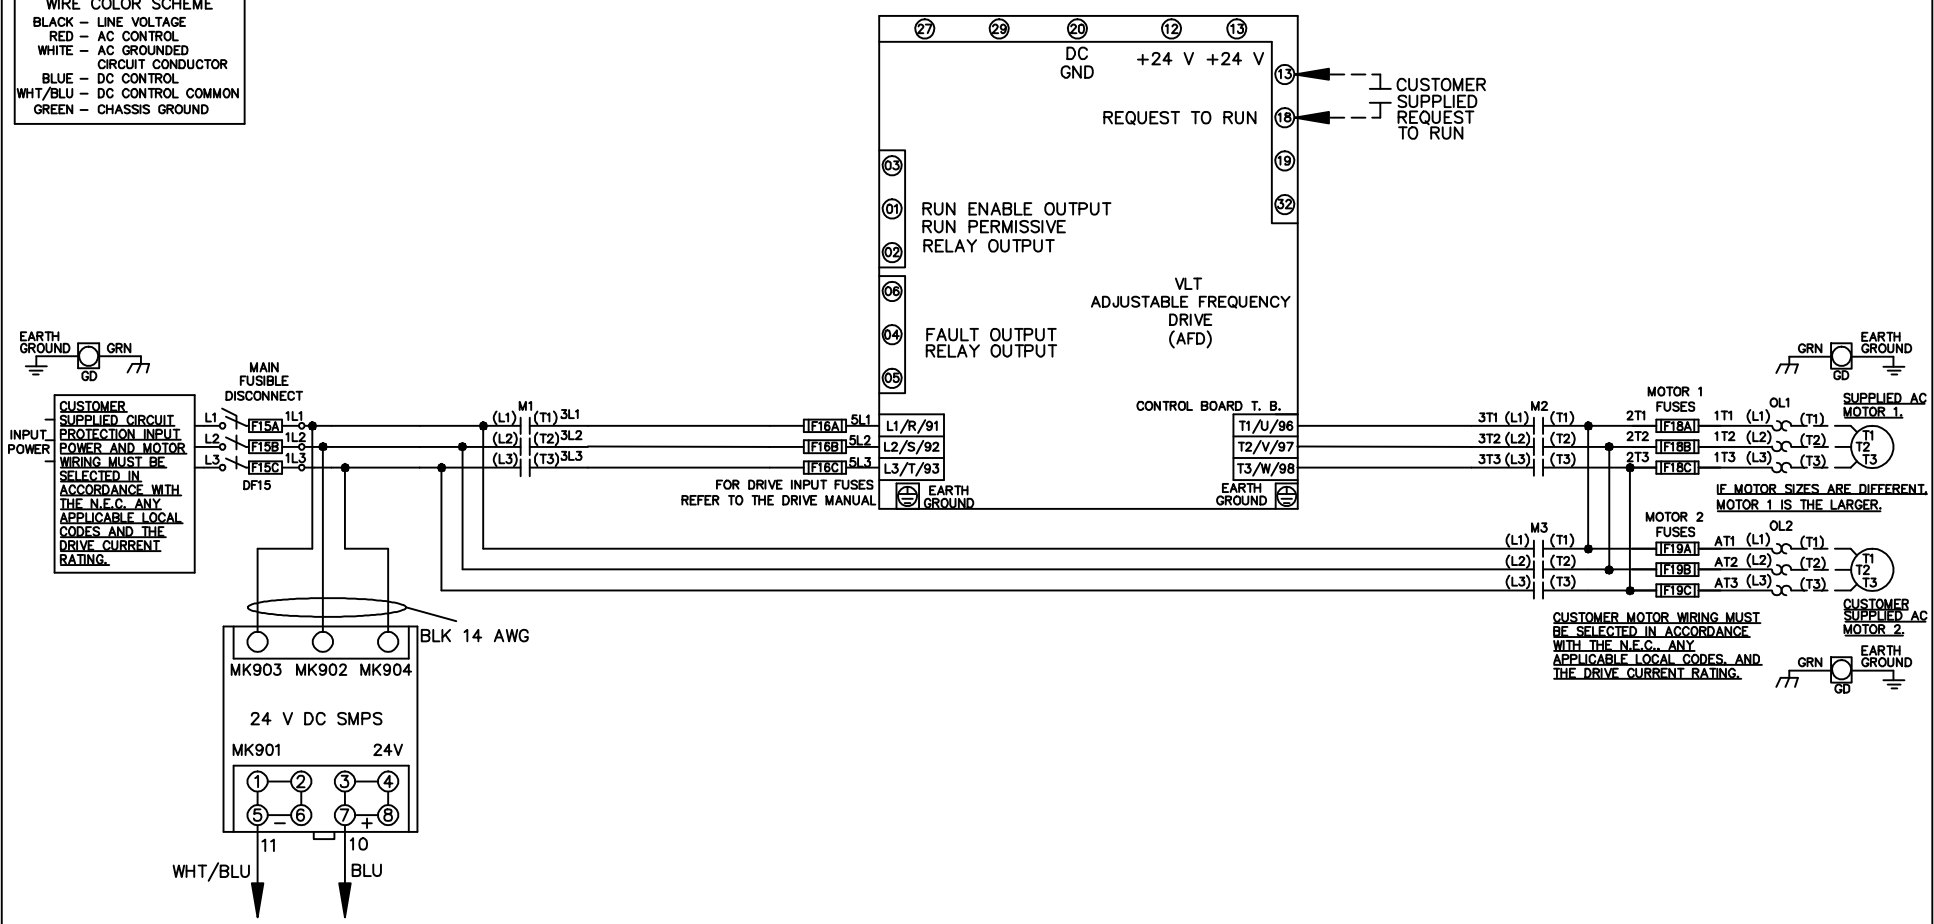 WIRE COLOR SCHEME
BLACK – LINE VOLTAGE
RED – AC CONTROL
WHITE – AC GROUNDED
CIRCUIT CONDUCTOR
BLUE – DC CONTROL
WHT/BLU – DC CONTROL COMMON
GREEN – CHASSIS GROUND
27 29 20 12 13
DC
GND
+24 V +24 V
13
REQUEST TO RUN 18
19
32
CUSTOMER
SUPPLIED
REQUEST
TO RUN
03
01
02
RUN ENABLE OUTPUT
RUN PERMISSIVE
RELAY OUTPUT
06
04
05
FAULT OUTPUT
RELAY OUTPUT
VLT
ADJUSTABLE FREQUENCY
DRIVE
(AFD)
EARTH
GROUND
GRN
GD
INPUT
POWER
CUSTOMER
SUPPLIED CIRCUIT
PROTECTION INPUT
POWER AND MOTOR
WIRING MUST BE
SELECTED IN
ACCORDANCE WITH
THE N.E.C. ANY
APPLICABLE LOCAL
CODES AND THE
DRIVE CURRENT
RATING.
MAIN
FUSIBLE
DISCONNECT
L1 F15A 1L1
L2 F15B 1L2
L3 F15C 1L3
DF15
M1
(L1) (T1) 3L1
(L2) (T2) 3L2
(L3) (T3) 3L3
F16A 5L1
F16B 5L2
F16C 5L3
FOR DRIVE INPUT FUSES
REFER TO THE DRIVE MANUAL
L1/R/91
L2/S/92
L3/T/93
EARTH
GROUND
CONTROL BOARD T. B.
T1/U/96
T2/V/97
T3/W/98
EARTH
GROUND
M2
3T1 (L1) (T1)
3T2 (L2) (T2)
3T3 (L3) (T3)
MOTOR 1
FUSES
2T1 F18A 1T1 (L1)
2T2 F18B 1T2 (L2)
2T3 F18C 1T3 (L3)
OL1
(T1)
(T2)
(T3)
T1
T2
T3
GRN
GD
EARTH
GROUND
SUPPLIED AC
MOTOR 1.
IF MOTOR SIZES ARE DIFFERENT,
MOTOR 1 IS THE LARGER.
M3
(L1) (T1)
(L2) (T2)
(L3) (T3)
MOTOR 2
FUSES
F19A AT1 (L1)
F19B AT2 (L2)
F19C AT3 (L3)
OL2
(T1)
(T2)
(T3)
T1
T2
T3
CUSTOMER
SUPPLIED AC
MOTOR 2.
CUSTOMER MOTOR WIRING MUST
BE SELECTED IN ACCORDANCE
WITH THE N.E.C., ANY
APPLICABLE LOCAL CODES, AND
THE DRIVE CURRENT RATING.
GRN
GD
EARTH
GROUND
BLK 14 AWG
MK903 MK902 MK904
24 V DC SMPS
MK901 24V
1 2 3 4
5 6 7 8
– +
11 10
WHT/BLU BLU